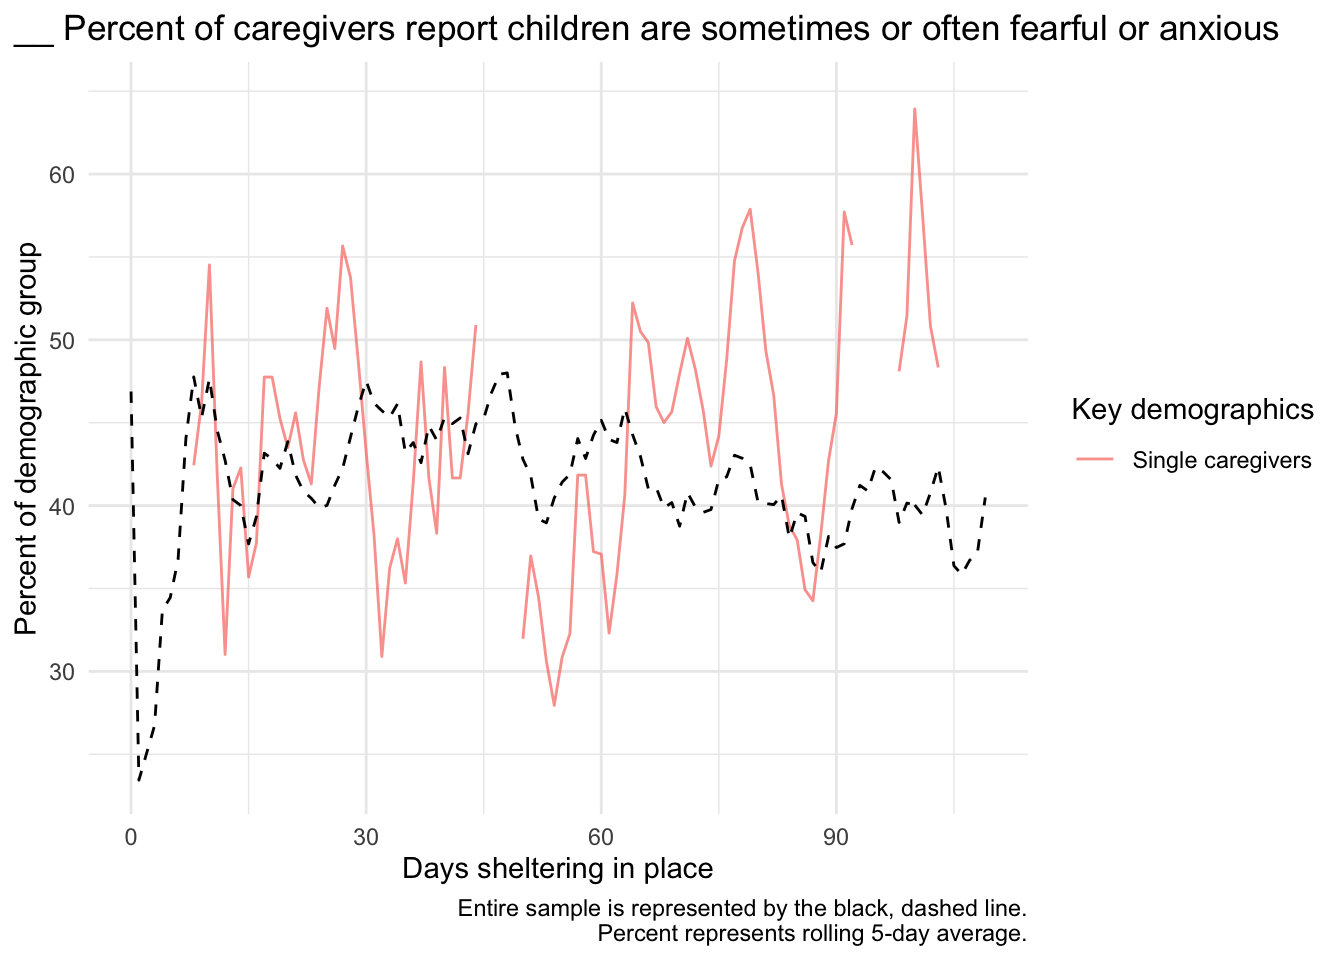 __ Percent of caregivers report children are sometimes or often fearful or anxious
Percent of demographic group
60
50
40
30
0 30 60 90
Days sheltering in place
Key demographics
Single caregivers
Entire sample is represented by the black, dashed line.
Percent represents rolling 5-day average.